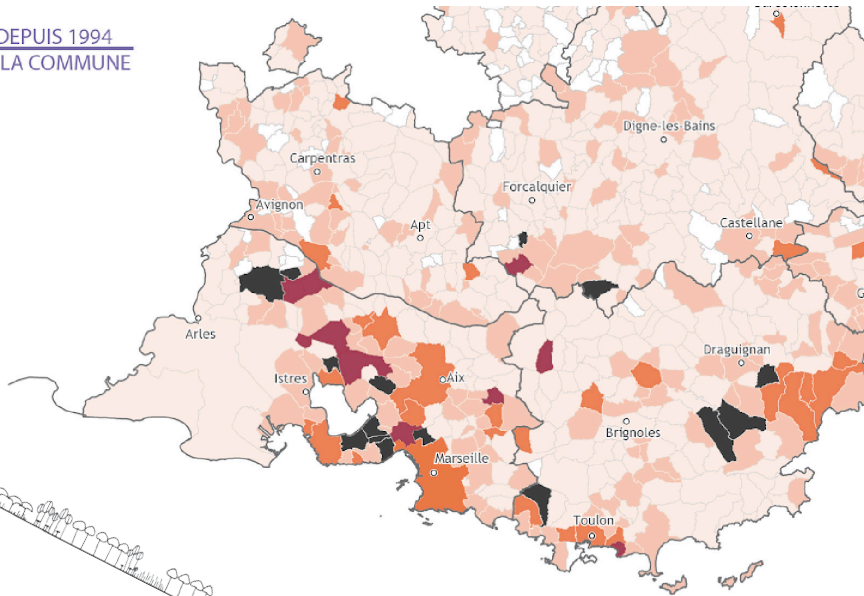 DEPUIS 1994
LA COMMUNE
Digne-les-Bains
Carpentras
Forcalquier
Avignon
Apt
Castellane
Arles
Draguignan
Istres
Aix
Brignoles
Marseille
Toulon